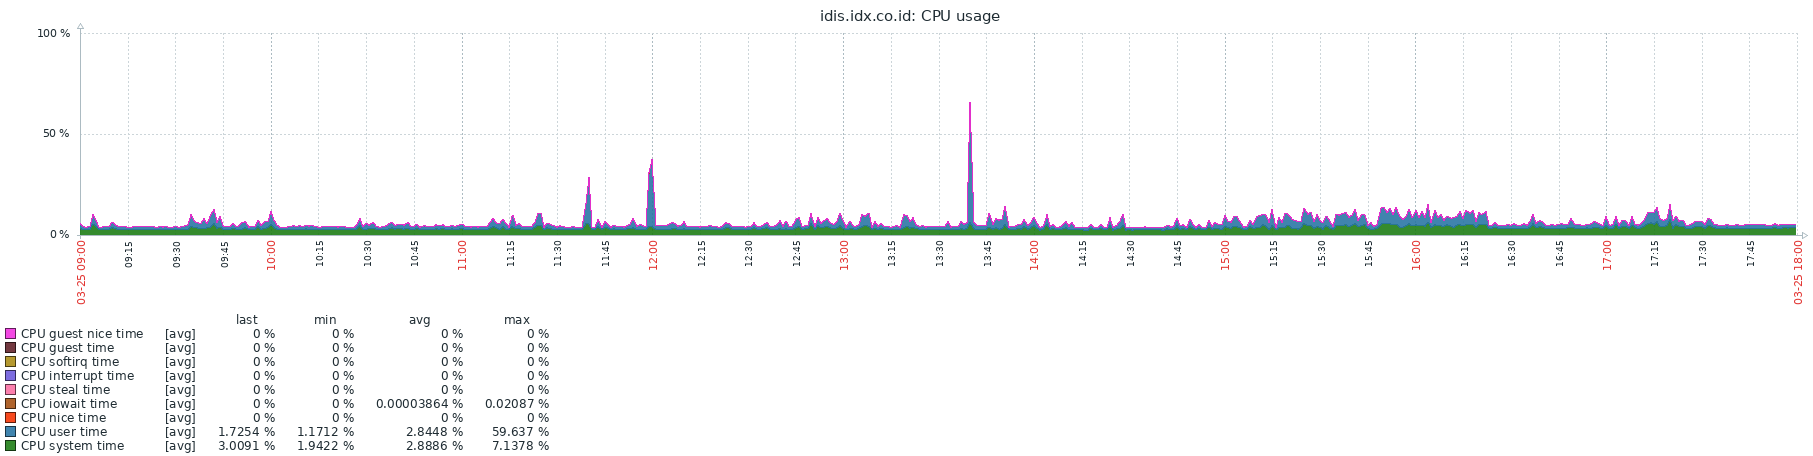 idis.idx.co.id: CPU usage
100 %
50 %
0 %
03-25 09:00 09:15 09:30 09:45 10:00 10:15 10:30 10:45 11:00 11:15 11:30 11:45 12:00 12:15 12:30 12:45 13:00 13:15 13:30 13:45 14:00 14:15 14:30 14:45 15:00 15:15 15:30 15:45 16:00 16:15 16:30 16:45 17:00 17:15 17:30 17:45 03-25 18:00
last min avg max
CPU guest nice time [avg] 0 % 0 % 0 % 0 %
CPU guest time [avg] 0 % 0 % 0 % 0 %
CPU softirq time [avg] 0 % 0 % 0 % 0 %
CPU interrupt time [avg] 0 % 0 % 0 % 0 %
CPU steal time [avg] 0 % 0 % 0 % 0 %
CPU iowait time [avg] 0 % 0 % 0.00003864 % 0.02087 %
CPU nice time [avg] 0 % 0 % 0 % 0 %
CPU user time [avg] 1.7254 % 1.1712 % 2.8448 % 59.637 %
CPU system time [avg] 3.0091 % 1.9422 % 2.8886 % 7.1378 %